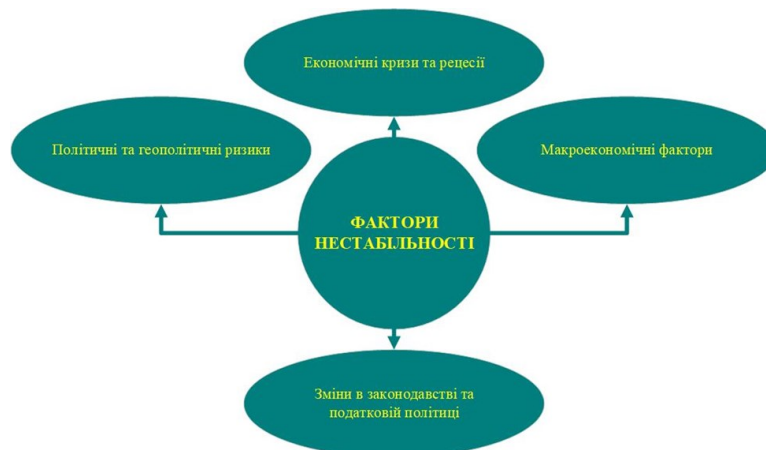 Економічні кризи та рецесії
Політичні та геополітичні ризики
Макроекономічні фактори
ФАКТОРИ
НЕСТАБІЛЬНОСТІ
Зміни в законодавстві та
податковій політиці